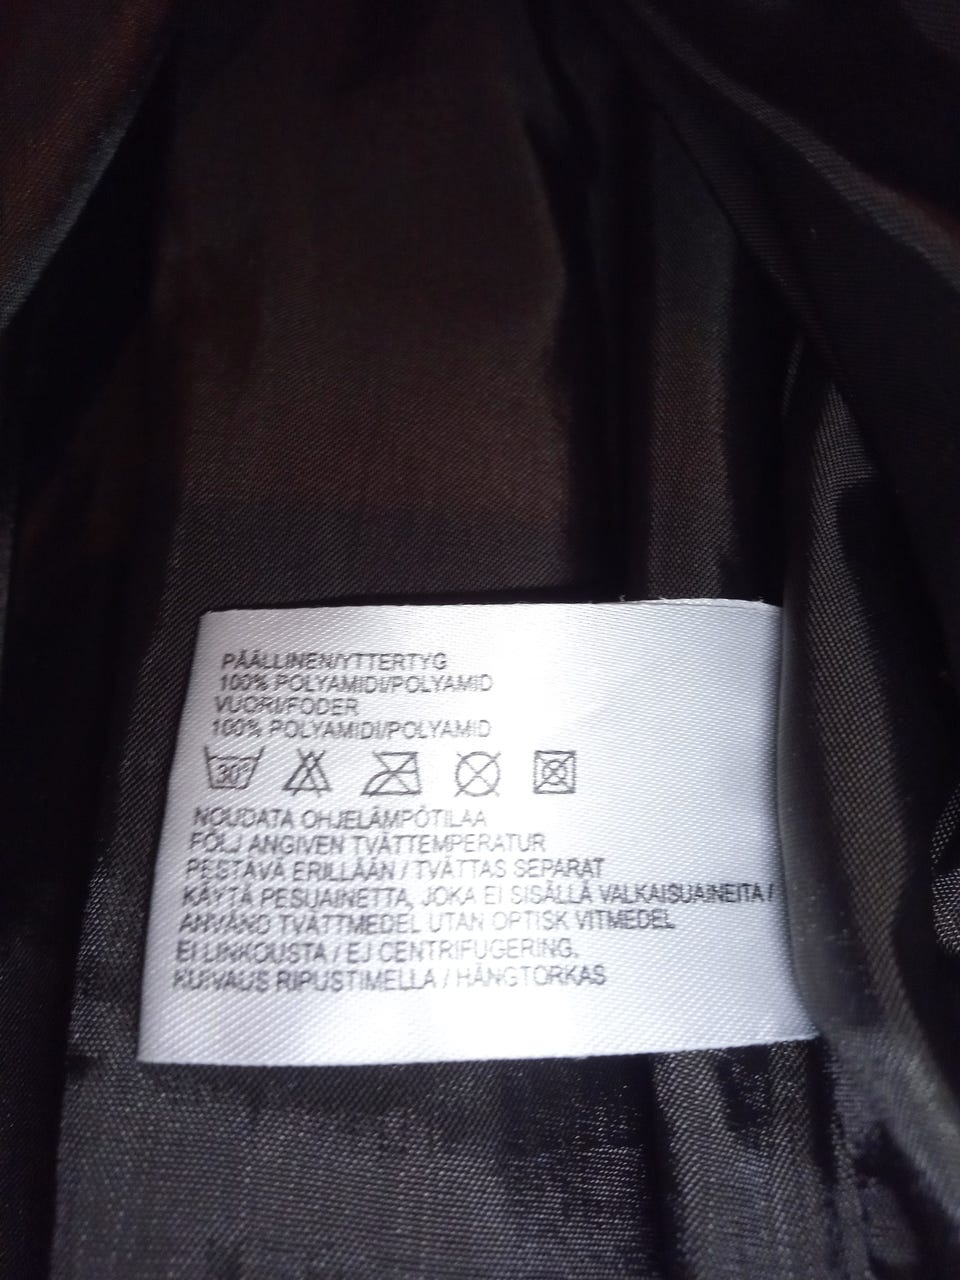 PÄÄLLINEN/YTTERTYG
100% POLYAMIDI/POLYAMID
VUORI/FODER
100% POLYAMIDI/POLYAMID
30°
NOUDATA OHJELÄMPÖTILAA
FÖLJ ANGIVEN TVÄTTEMPERATUR
PESTÄVÄ ERILLÄÄN / TVÄTTAS SEPARAT
KÄYTÄ PESUAINETTA, JOKA EI SISÄLLÄ VALKAISUAINEITA /
ANVÄND TVÄTTMEDEL UTAN OPTISK VITMEDEL
EI LINKOUSTA / EJ CENTRIFUGERING.
KUIVAUS RIPUSTIMELLA / HÄNGTORKAS